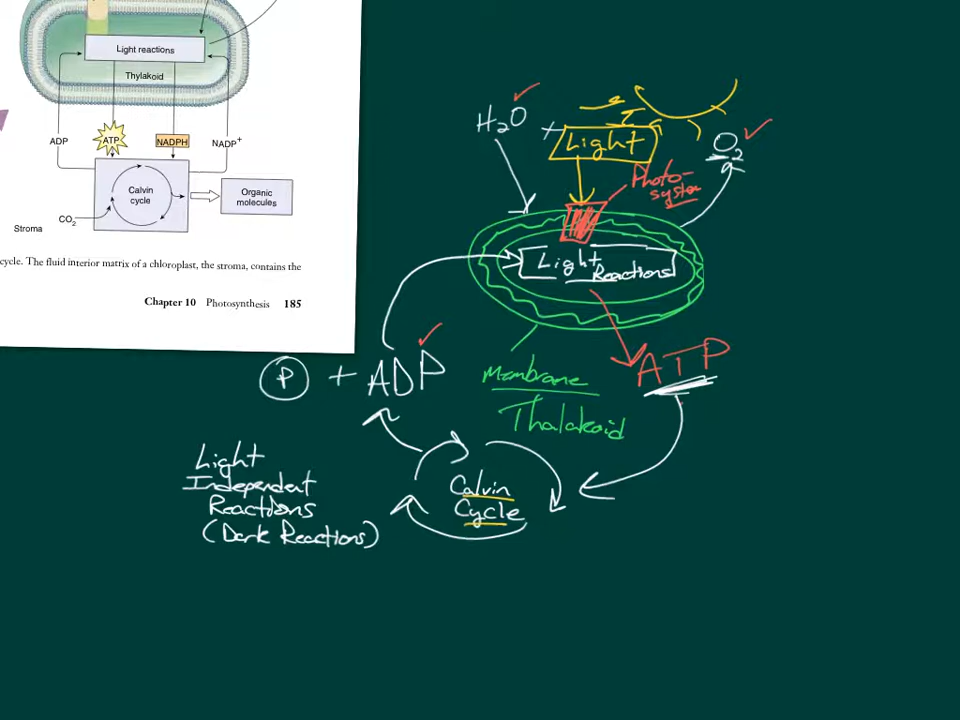 Light reactions
Thylakoid
ADP
ATP
NADPH
NADP+
Calvin
cycle
Organic
molecules
CO2
Stroma
cycle. The fluid interior matrix of a chloroplast, the stroma, contains the
Chapter 10 Photosynthesis 185
H2O
+
Light
O2
Photo-
system
Light Reactions
P + ADP
ATP
Membrane
Thalakoid
Light
Independent
Reactions
(Dark Reactions)
Calvin
Cycle